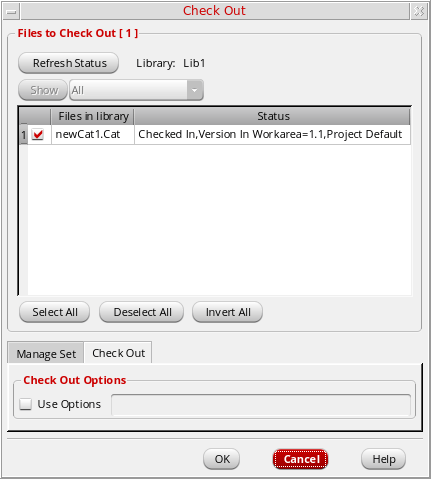 Check Out
Files to Check Out [ 1 ]
Refresh Status Library: Lib1
Show All
Files in library Status
1 newCat1.Cat Checked In,Version In Workarea=1.1,Project Default
Select All Deselect All Invert All
Manage Set Check Out
Check Out Options
Use Options
OK Cancel Help